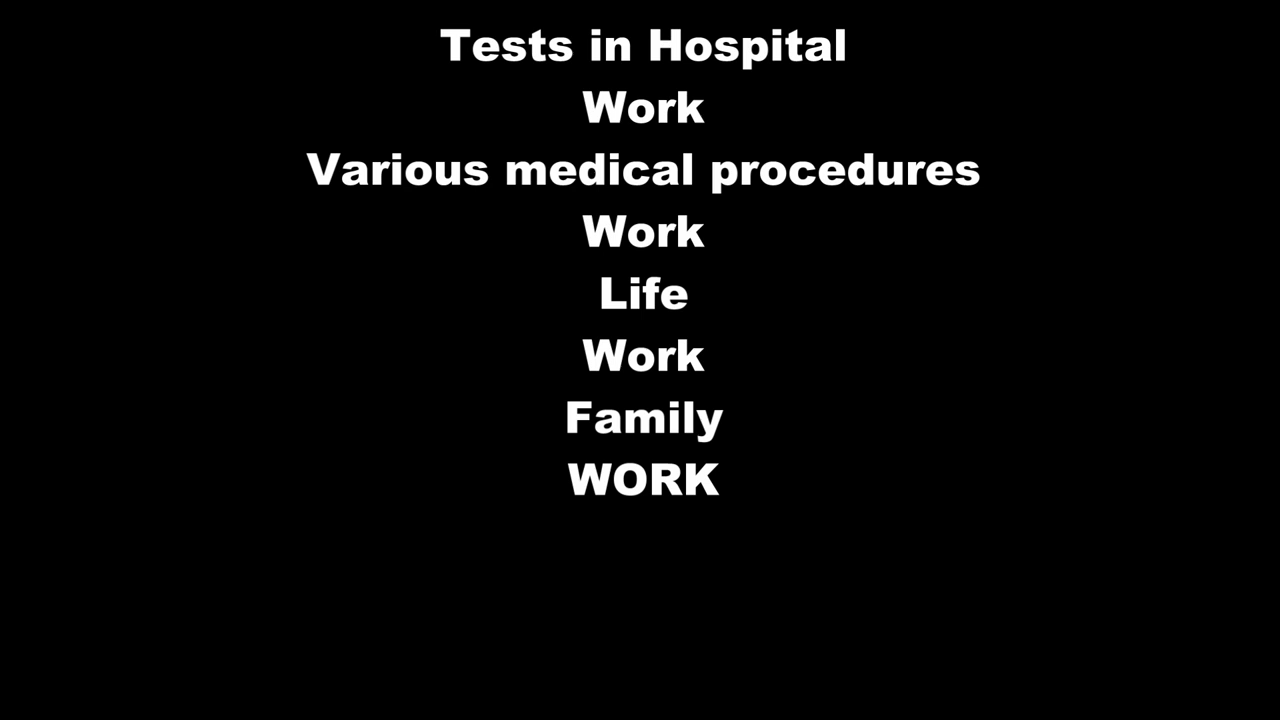 Tests in Hospital
Work
Various medical procedures
Work
Life
Work
Family
WORK